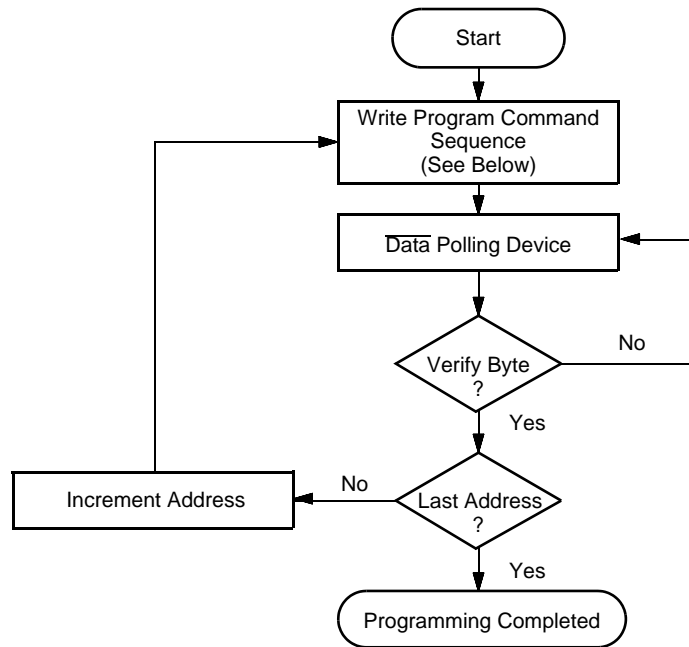 Start
Write Program Command
Sequence
(See Below)
Data Polling Device
Verify Byte
?
No
Yes
Increment Address
No
Last Address
?
Yes
Programming Completed